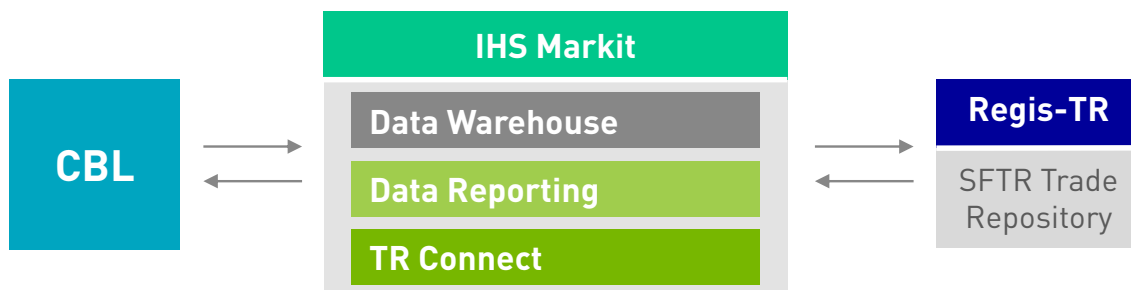 IHS Markit
CBL
Data Warehouse
Data Reporting
TR Connect
Regis-TR
SFTR Trade
Repository